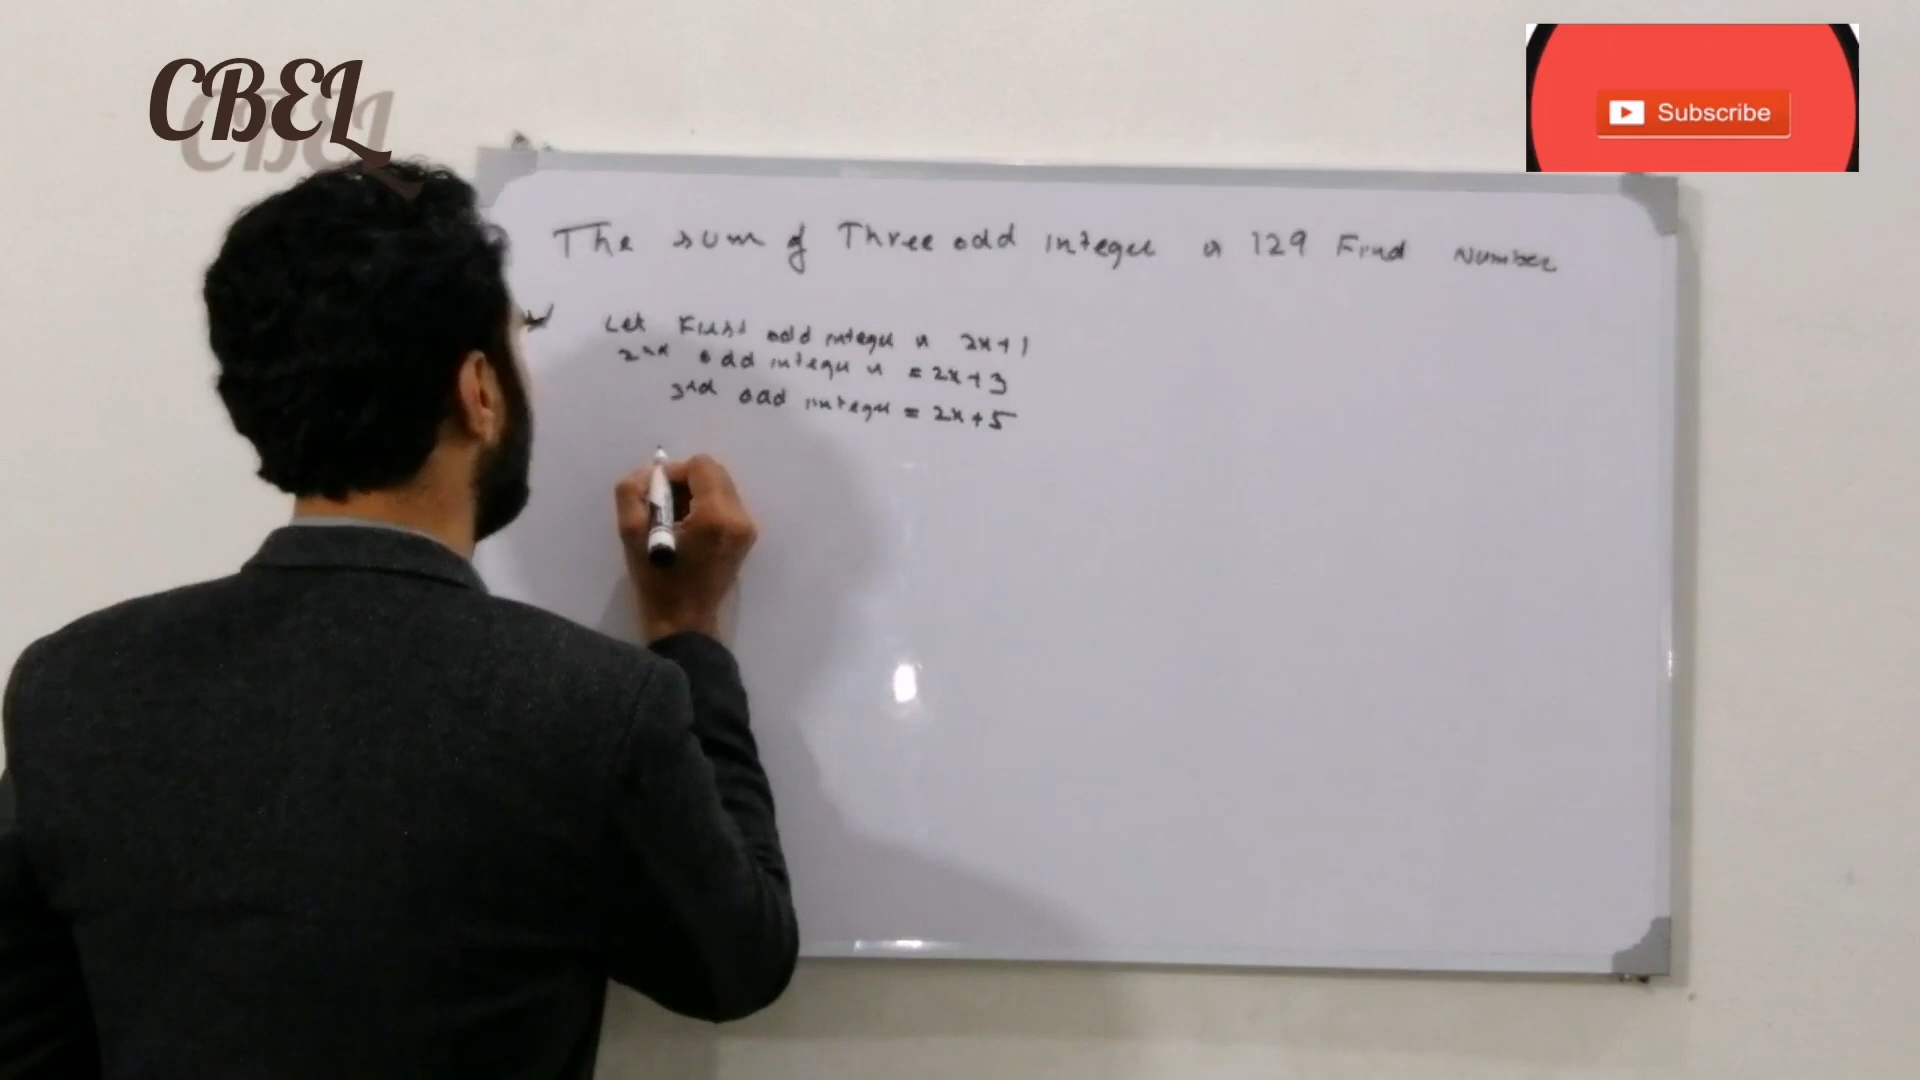 CBEL
Subscribe
The sum of Three odd integer is 129 Find Number
Let First odd integer is 2x+1
2nd odd integer is = 2x+3
3rd odd integer = 2x+5